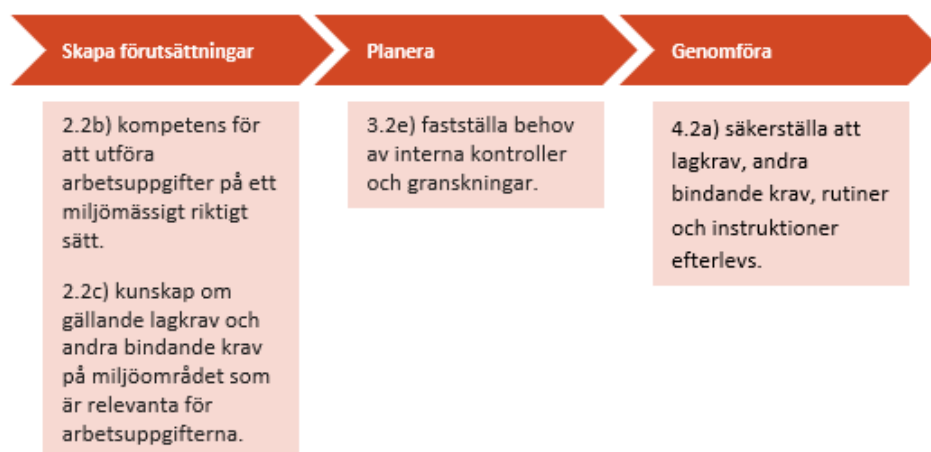 Skapa förutsättningar
Planera
Genomföra
2.2b) kompetens för
att utföra
arbetsuppgifter på ett
miljömässigt riktigt
sätt.
2.2c) kunskap om
gällande lagkrav och
andra bindande krav
på miljöområdet som
är relevanta för
arbetsuppgifterna.
3.2e) fastställa behov
av interna kontroller
och granskningar.
4.2a) säkerställa att
lagkrav, andra
bindande krav, rutiner
och instruktioner
efterlevs.